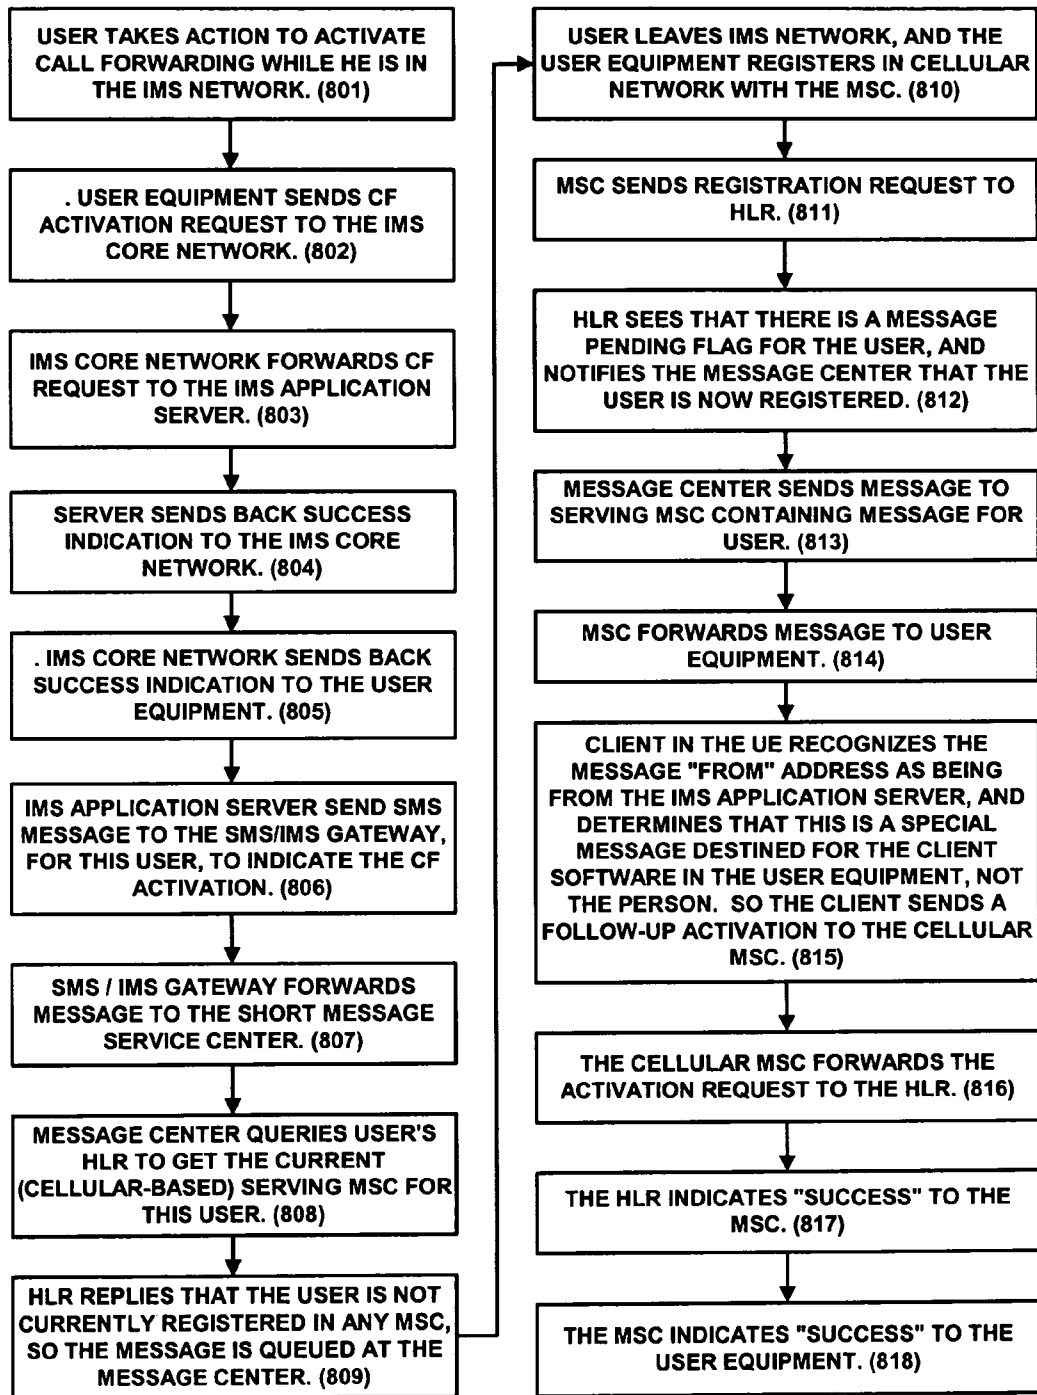 USER TAKES ACTION TO ACTIVATE
CALL FORWARDING WHILE HE IS IN
THE IMS NETWORK. (801)
. USER EQUIPMENT SENDS CF
ACTIVATION REQUEST TO THE IMS
CORE NETWORK. (802)
IMS CORE NETWORK FORWARDS CF
REQUEST TO THE IMS APPLICATION
SERVER. (803)
SERVER SENDS BACK SUCCESS
INDICATION TO THE IMS CORE
NETWORK. (804)
. IMS CORE NETWORK SENDS BACK
SUCCESS INDICATION TO THE USER
EQUIPMENT. (805)
IMS APPLICATION SERVER SEND SMS
MESSAGE TO THE SMS/IMS GATEWAY,
FOR THIS USER, TO INDICATE THE CF
ACTIVATION. (806)
SMS / IMS GATEWAY FORWARDS
MESSAGE TO THE SHORT MESSAGE
SERVICE CENTER. (807)
MESSAGE CENTER QUERIES USER'S
HLR TO GET THE CURRENT
(CELLULAR-BASED) SERVING MSC FOR
THIS USER. (808)
HLR REPLIES THAT THE USER IS NOT
CURRENTLY REGISTERED IN ANY MSC,
SO THE MESSAGE IS QUEUED AT THE
MESSAGE CENTER. (809)
USER LEAVES IMS NETWORK, AND THE
USER EQUIPMENT REGISTERS IN CELLULAR
NETWORK WITH THE MSC. (810)
MSC SENDS REGISTRATION REQUEST TO
HLR. (811)
HLR SEES THAT THERE IS A MESSAGE
PENDING FLAG FOR THE USER, AND
NOTIFIES THE MESSAGE CENTER THAT THE
USER IS NOW REGISTERED. (812)
MESSAGE CENTER SENDS MESSAGE TO
SERVING MSC CONTAINING MESSAGE FOR
USER. (813)
MSC FORWARDS MESSAGE TO USER
EQUIPMENT. (814)
CLIENT IN THE UE RECOGNIZES THE
MESSAGE "FROM" ADDRESS AS BEING
FROM THE IMS APPLICATION SERVER, AND
DETERMINES THAT THIS IS A SPECIAL
MESSAGE DESTINED FOR THE CLIENT
SOFTWARE IN THE USER EQUIPMENT, NOT
THE PERSON. SO THE CLIENT SENDS A
FOLLOW-UP ACTIVATION TO THE CELLULAR
MSC. (815)
THE CELLULAR MSC FORWARDS THE
ACTIVATION REQUEST TO THE HLR. (816)
THE HLR INDICATES "SUCCESS" TO THE
MSC. (817)
THE MSC INDICATES "SUCCESS" TO THE
USER EQUIPMENT. (818)